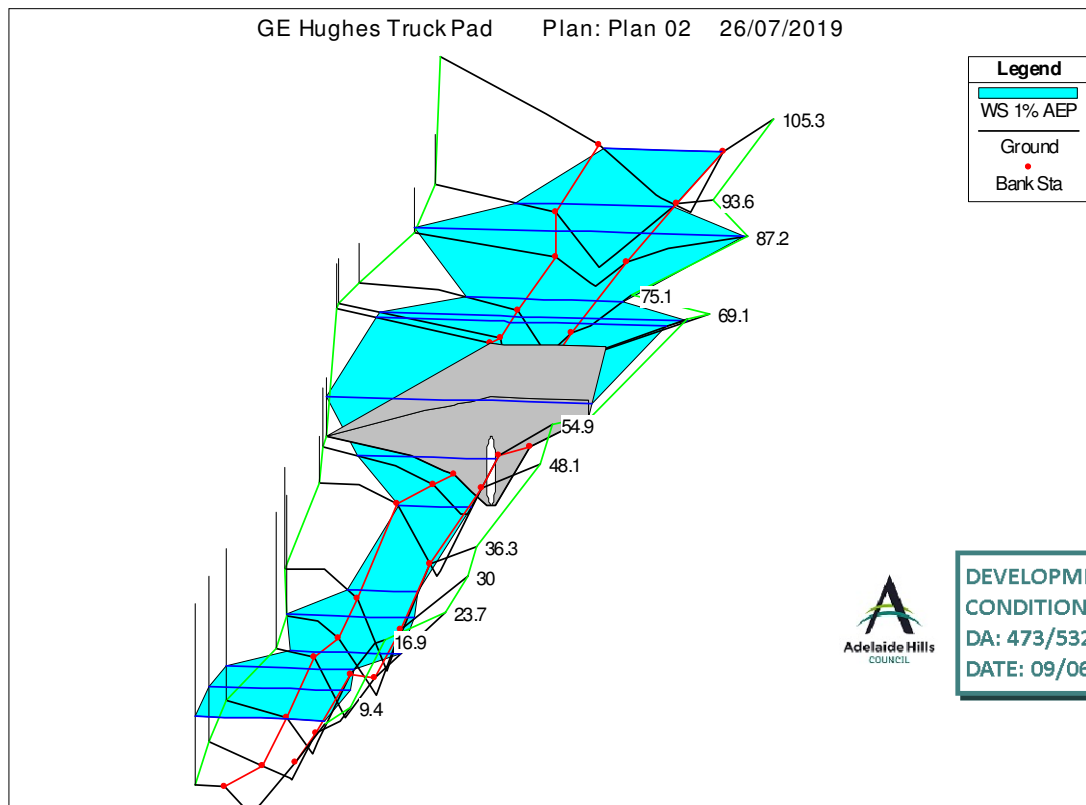 GE Hughes Truck Pad Plan: Plan 02 26/07/2019
Legend
WS 1% AEP
Ground
Bank Sta
105.3
93.6
87.2
75.1
69.1
54.9
48.1
36.3
30
23.7
16.9
9.4
Adelaide Hills
COUNCIL
DEVELOPME
CONDITION
DA: 473/532
DATE: 09/06